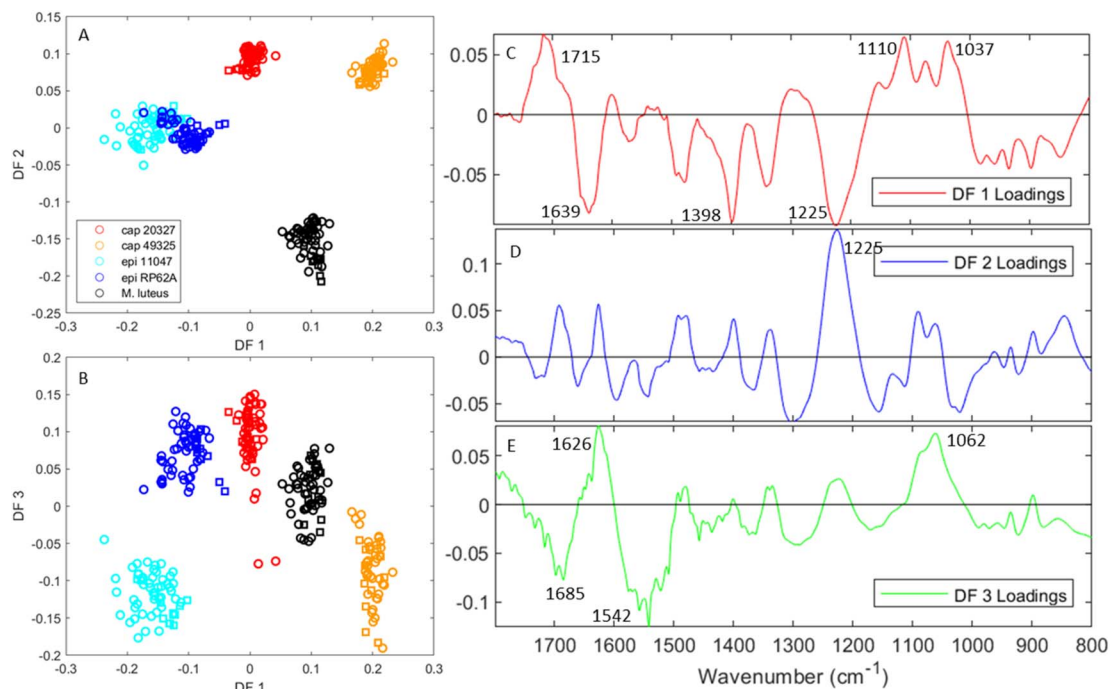 A
0.15
0.1
0.05
0
-0.05
-0.1
-0.15
-0.2
-0.25
DF 2
cap 20327
cap 49325
epi 11047
epi RP62A
M. luteus
-0.3 -0.2 -0.1 0 0.1 0.2 0.3
DF 1
B
0.2
0.15
0.1
0.05
0
-0.05
-0.1
-0.15
0.2
DF 3
-0.3 -0.2 -0.1 0 0.1 0.2 0.3
DF 1
C
0.05
0
-0.05
1715
1110
1037
1639
1398
1225
DF 1 Loadings
D
0.1
0.05
0
-0.05
1225
DF 2 Loadings
E
0.05
0
-0.05
-0.1
1626
1062
1685
1542
DF 3 Loadings
1700 1600 1500 1400 1300 1200 1100 1000 900 800
Wavenumber (cm⁻¹)